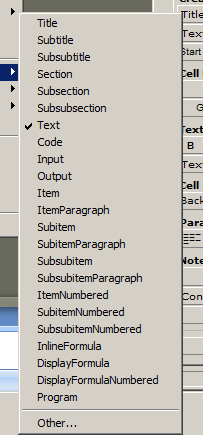 Title
Subtitle
Subsubtitle
Section
Subsection
Subsubsection
Text
Code
Input
Output
Item
ItemParagraph
Subitem
SubitemParagraph
Subsubitem
SubsubitemParagraph
ItemNumbered
SubitemNumbered
SubsubitemNumbered
InlineFormula
DisplayFormula
DisplayFormulaNumbered
Program
Other...
Title
Text
Start
Cell
G
B
Text
Cell
Back
Para
Note
Con